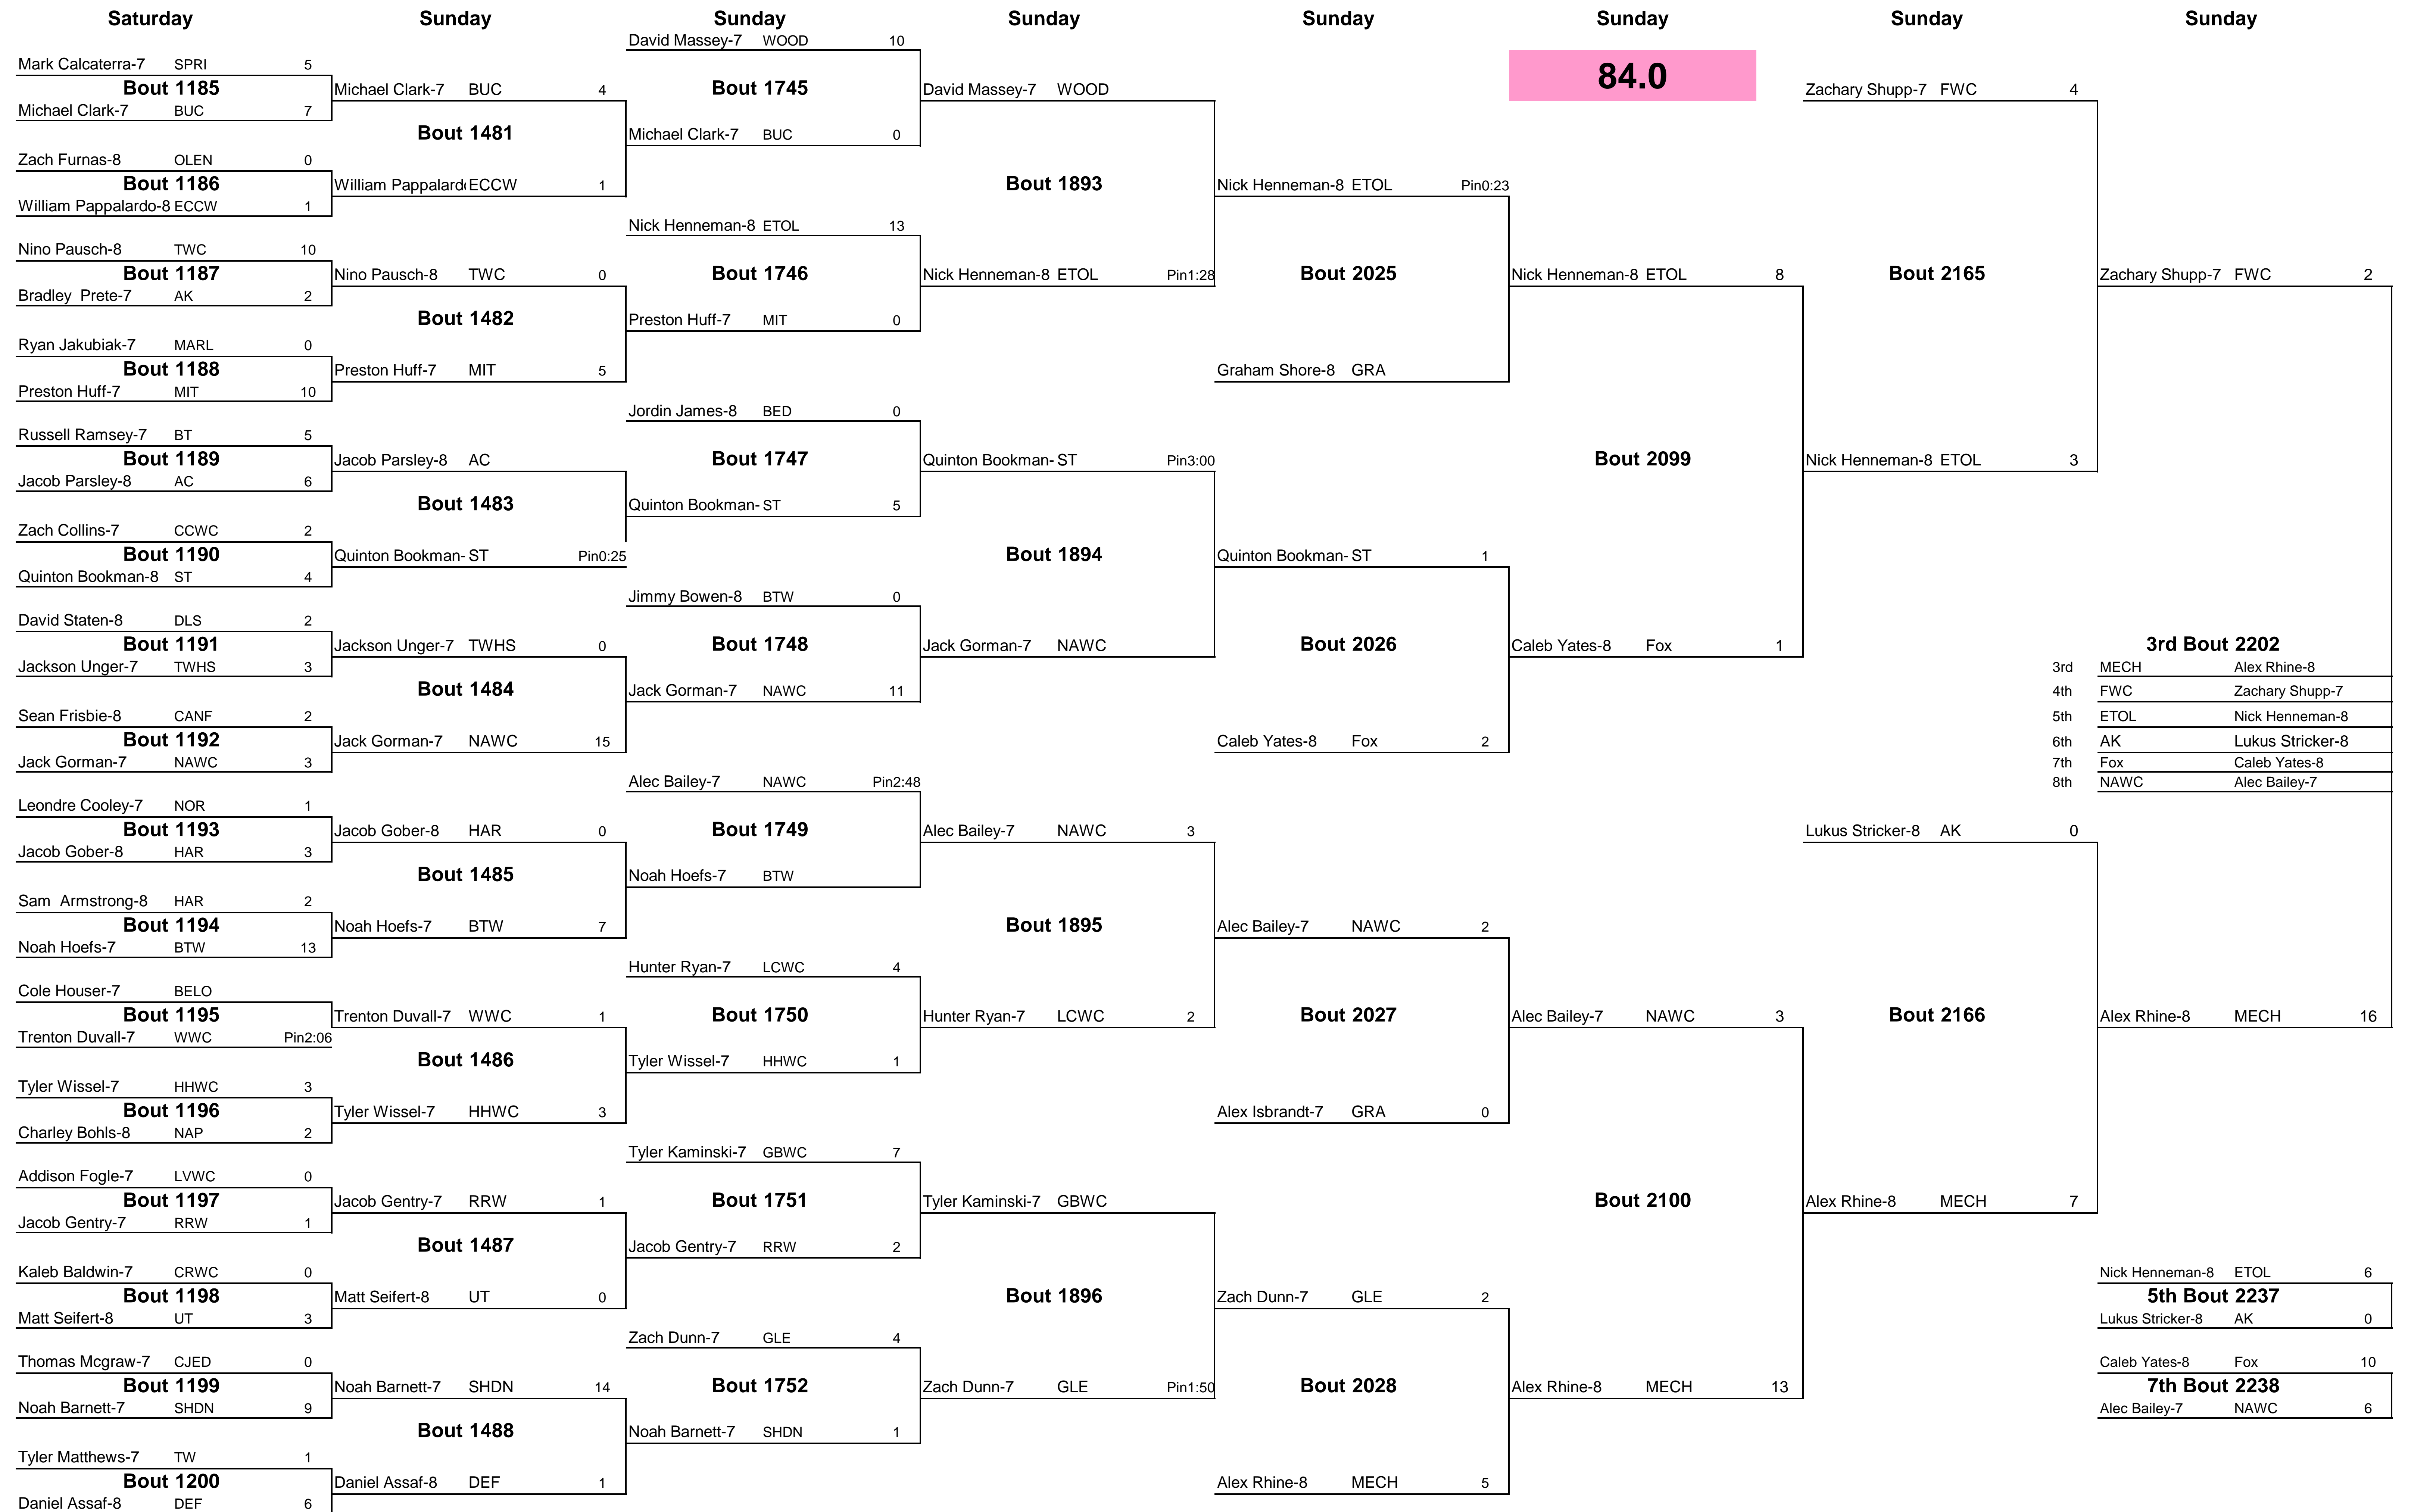 Saturday Sunday Sunday Sunday Sunday Sunday Sunday Sunday
84.0
Mark Calcaterra-7 SPRI 5
Bout 1185
Michael Clark-7 BUC 7
Zach Furnas-8 OLEN 0
Bout 1186
William Pappalardo-8 ECCW 1
Nino Pausch-8 TWC 10
Bout 1187
Bradley  Prete-7 AK 2
Ryan Jakubiak-7 MARL 0
Bout 1188
Preston Huff-7 MIT 10
Russell Ramsey-7 BT 5
Bout 1189
Jacob Parsley-8 AC 6
Zach Collins-7 CCWC 2
Bout 1190
Quinton Bookman-8 ST 4
David Staten-8 DLS 2
Bout 1191
Jackson Unger-7 TWHS 3
Sean Frisbie-8 CANF 2
Bout 1192
Jack Gorman-7 NAWC 3
Leondre Cooley-7 NOR 1
Bout 1193
Jacob Gober-8 HAR 3
Sam  Armstrong-8 HAR 2
Bout 1194
Noah Hoefs-7 BTW 13
Cole Houser-7 BELO
Bout 1195
Trenton Duvall-7 WWC Pin2:06
Tyler Wissel-7 HHWC 3
Bout 1196
Charley Bohls-8 NAP 2
Addison Fogle-7 LVWC 0
Bout 1197
Jacob Gentry-7 RRW 1
Kaleb Baldwin-7 CRWC 0
Bout 1198
Matt Seifert-8 UT 3
Thomas Mcgraw-7 CJED 0
Bout 1199
Noah Barnett-7 SHDN 9
Tyler Matthews-7 TW 1
Bout 1200
Daniel Assaf-8 DEF 6
Michael Clark-7 BUC 4
Bout 1481
William Pappalard ECCW 1
Nino Pausch-8 TWC 0
Bout 1482
Preston Huff-7 MIT 5
Jacob Parsley-8 AC
Bout 1483
Quinton Bookman- ST Pin0:25
Jackson Unger-7 TWHS 0
Bout 1484
Jack Gorman-7 NAWC 15
Jacob Gober-8 HAR 0
Bout 1485
Noah Hoefs-7 BTW 7
Trenton Duvall-7 WWC 1
Bout 1486
Tyler Wissel-7 HHWC 3
Jacob Gentry-7 RRW 1
Bout 1487
Matt Seifert-8 UT 0
Noah Barnett-7 SHDN 14
Bout 1488
Daniel Assaf-8 DEF 1
David Massey-7 WOOD 10
Bout 1745
Michael Clark-7 BUC 0
Nick Henneman-8 ETOL 13
Bout 1746
Preston Huff-7 MIT 0
Jordin James-8 BED 0
Bout 1747
Quinton Bookman- ST 5
Jimmy Bowen-8 BTW 0
Bout 1748
Jack Gorman-7 NAWC 11
Alec Bailey-7 NAWC Pin2:48
Bout 1749
Noah Hoefs-7 BTW
Hunter Ryan-7 LCWC 4
Bout 1750
Tyler Wissel-7 HHWC 1
Tyler Kaminski-7 GBWC 7
Bout 1751
Jacob Gentry-7 RRW 2
Zach Dunn-7 GLE 4
Bout 1752
Noah Barnett-7 SHDN 1
David Massey-7 WOOD
Bout 1893
Nick Henneman-8 ETOL Pin1:28
Quinton Bookman- ST Pin3:00
Bout 1894
Jack Gorman-7 NAWC
Alec Bailey-7 NAWC 3
Bout 1895
Hunter Ryan-7 LCWC 2
Tyler Kaminski-7 GBWC
Bout 1896
Zach Dunn-7 GLE Pin1:50
Nick Henneman-8 ETOL Pin0:23
Bout 2025
Graham Shore-8 GRA
Quinton Bookman- ST 1
Bout 2026
Caleb Yates-8 Fox 2
Alec Bailey-7 NAWC 2
Bout 2027
Alex Isbrandt-7 GRA 0
Zach Dunn-7 GLE 2
Bout 2028
Alex Rhine-8 MECH 5
Nick Henneman-8 ETOL 8
Bout 2099
Caleb Yates-8 Fox 1
Alec Bailey-7 NAWC 3
Bout 2100
Alex Rhine-8 MECH 13
Zachary Shupp-7 FWC 4
Bout 2165
Nick Henneman-8 ETOL 3
Lukus Stricker-8 AK 0
Bout 2166
Alex Rhine-8 MECH 7
Zachary Shupp-7 FWC 2
3rd Bout 2202
3rd MECH Alex Rhine-8
4th FWC Zachary Shupp-7
5th ETOL Nick Henneman-8
6th AK Lukus Stricker-8
7th Fox Caleb Yates-8
8th NAWC Alec Bailey-7
Alex Rhine-8 MECH 16
Nick Henneman-8 ETOL 6
5th Bout 2237
Lukus Stricker-8 AK 0
Caleb Yates-8 Fox 10
7th Bout 2238
Alec Bailey-7 NAWC 6